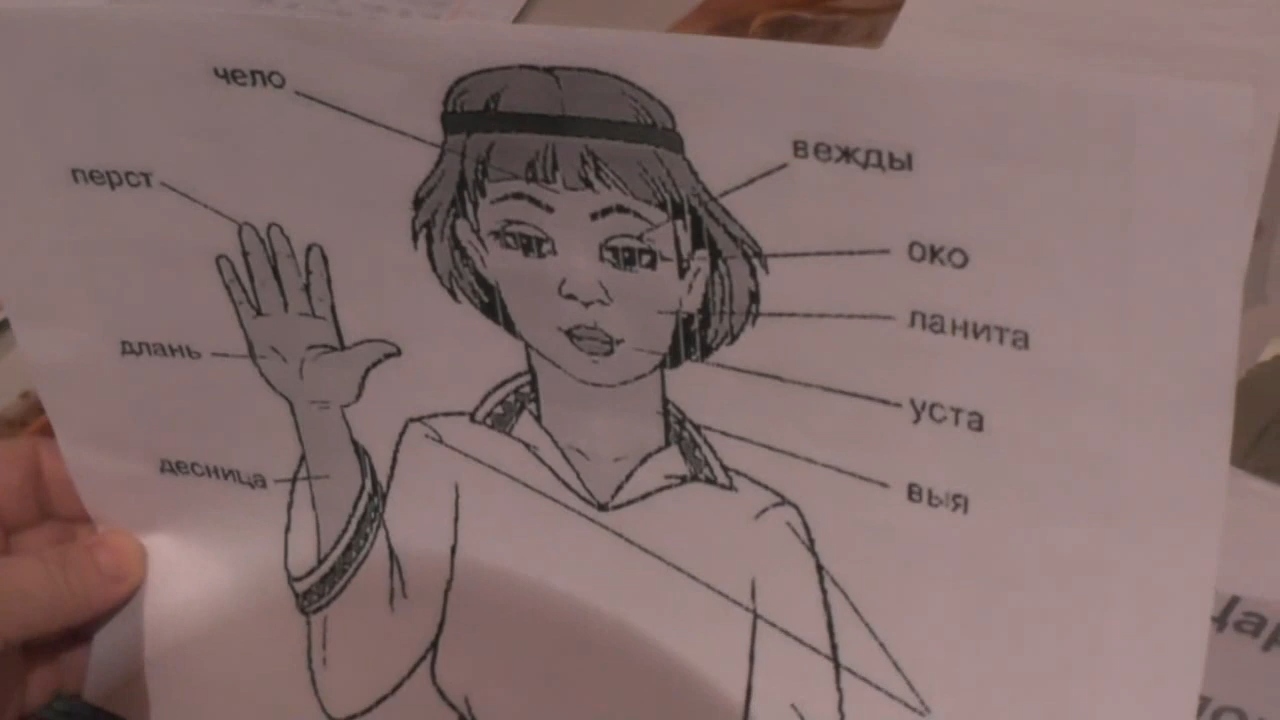 чело
вежды
перст
око
ланита
длань
уста
десница
выя